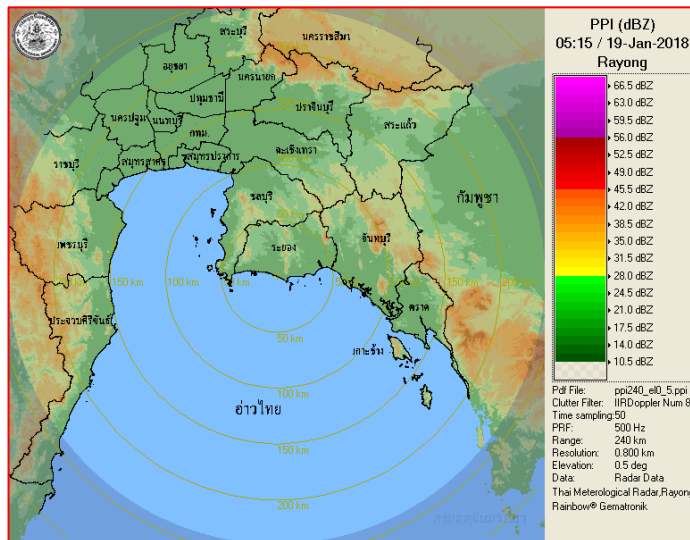 สระบุรี
นครราชสีมา
อยุธยา
นครนายก
ปทุมธานี
ปราจีนบุรี
นครปฐม
นนทบุรี
สระแก้ว
กทม.
ฉะเชิงเทรา
สมุทรสาคร
สมุทรปราการ
ราชบุรี
ชลบุรี
กัมพูชา
เพชรบุรี
ระยอง
จันทบุรี
150 km
100 km
ประจวบคีรีขันธ์
ตราด
50 km
เกาะช้าง
100 km
อ่าวไทย
150 km
200 km
PPI (dBZ)
05:15 / 19-Jan-2018
Rayong
66.5 dBZ
63.0 dBZ
59.5 dBZ
56.0 dBZ
52.5 dBZ
49.0 dBZ
45.5 dBZ
42.0 dBZ
38.5 dBZ
35.0 dBZ
31.5 dBZ
28.0 dBZ
24.5 dBZ
21.0 dBZ
17.5 dBZ
14.0 dBZ
10.5 dBZ
Pdf File: ppi240_el0_5.ppi
Clutter Filter: IIRDoppler Num 8
Time sampling:50
PRF: 500 Hz
Range: 240 km
Resolution: 0.800 km
Elevation: 0.5 deg
Data: Radar Data
Thai Meterological Radar,Rayong
Rainbow® Gematronik